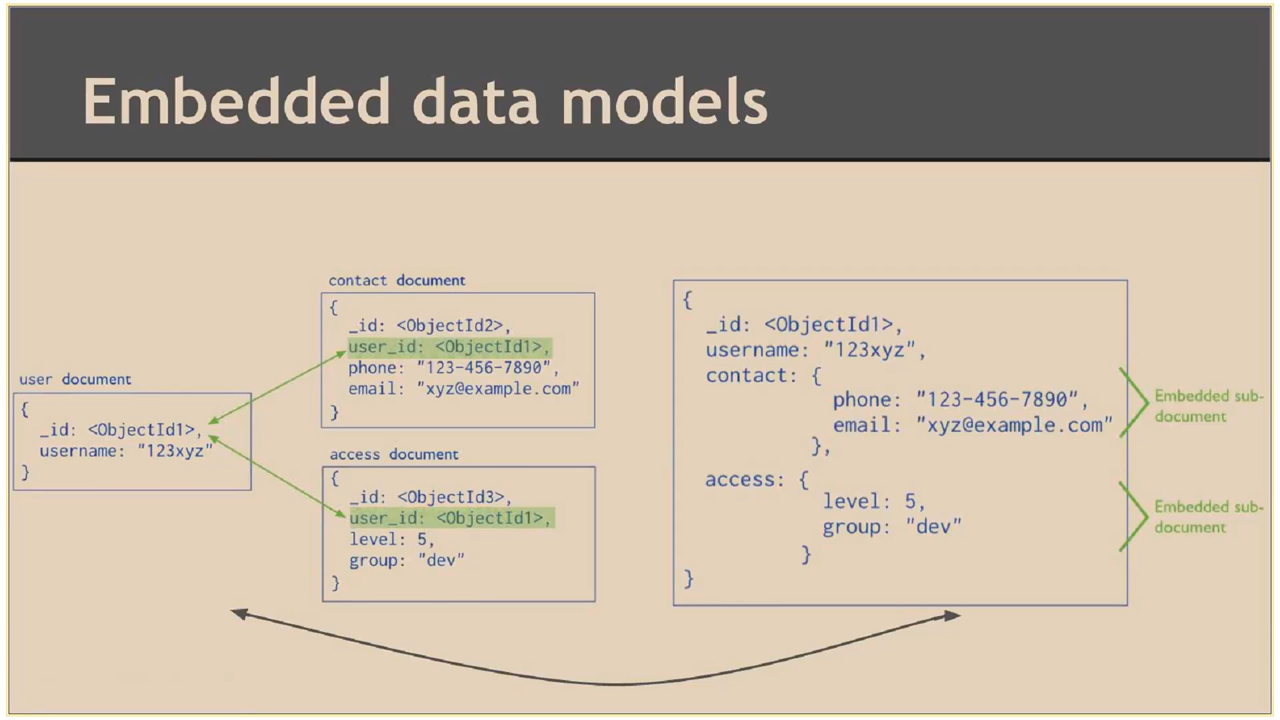 Embedded data models
user document
{
_id: <ObjectId1>,
username: "123xyz"
}
contact document
{
_id: <ObjectId2>,
user_id: <ObjectId1>,
phone: "123-456-7890",
email: "xyz@example.com"
}
access document
{
_id: <ObjectId3>,
user_id: <ObjectId1>,
level: 5,
group: "dev"
}
{
_id: <ObjectId1>,
username: "123xyz",
contact: {
phone: "123-456-7890",
email: "xyz@example.com"
},
access: {
level: 5,
group: "dev"
}
}
Embedded sub-
document
Embedded sub-
document